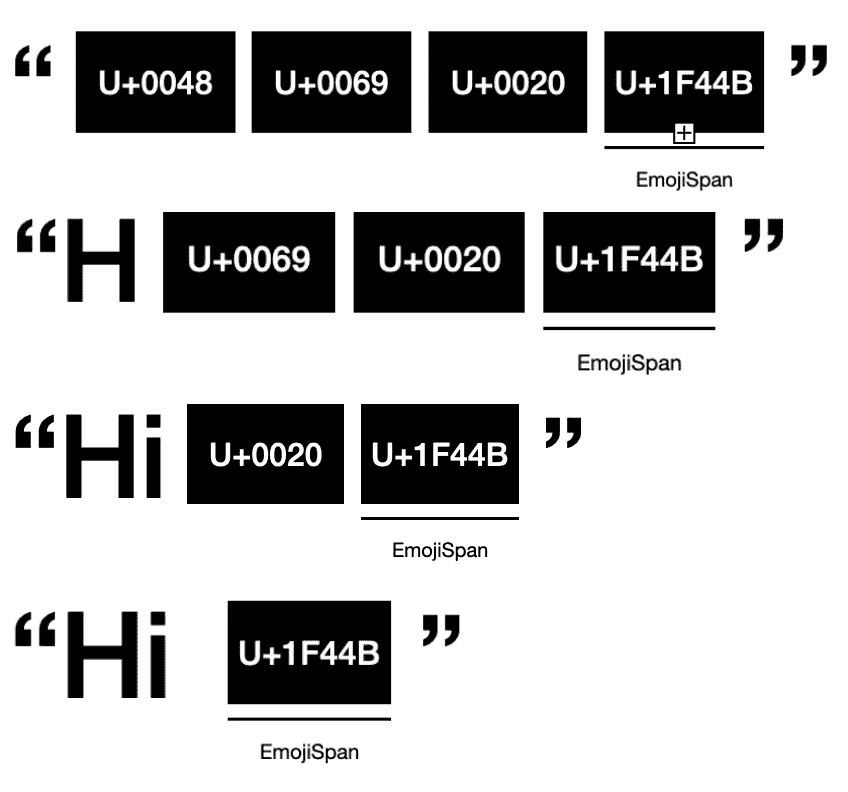 “ U+0048 U+0069 U+0020 U+1F44B ”
EmojiSpan
“H U+0069 U+0020 U+1F44B ”
EmojiSpan
“Hi U+0020 U+1F44B ”
EmojiSpan
“Hi U+1F44B ”
EmojiSpan